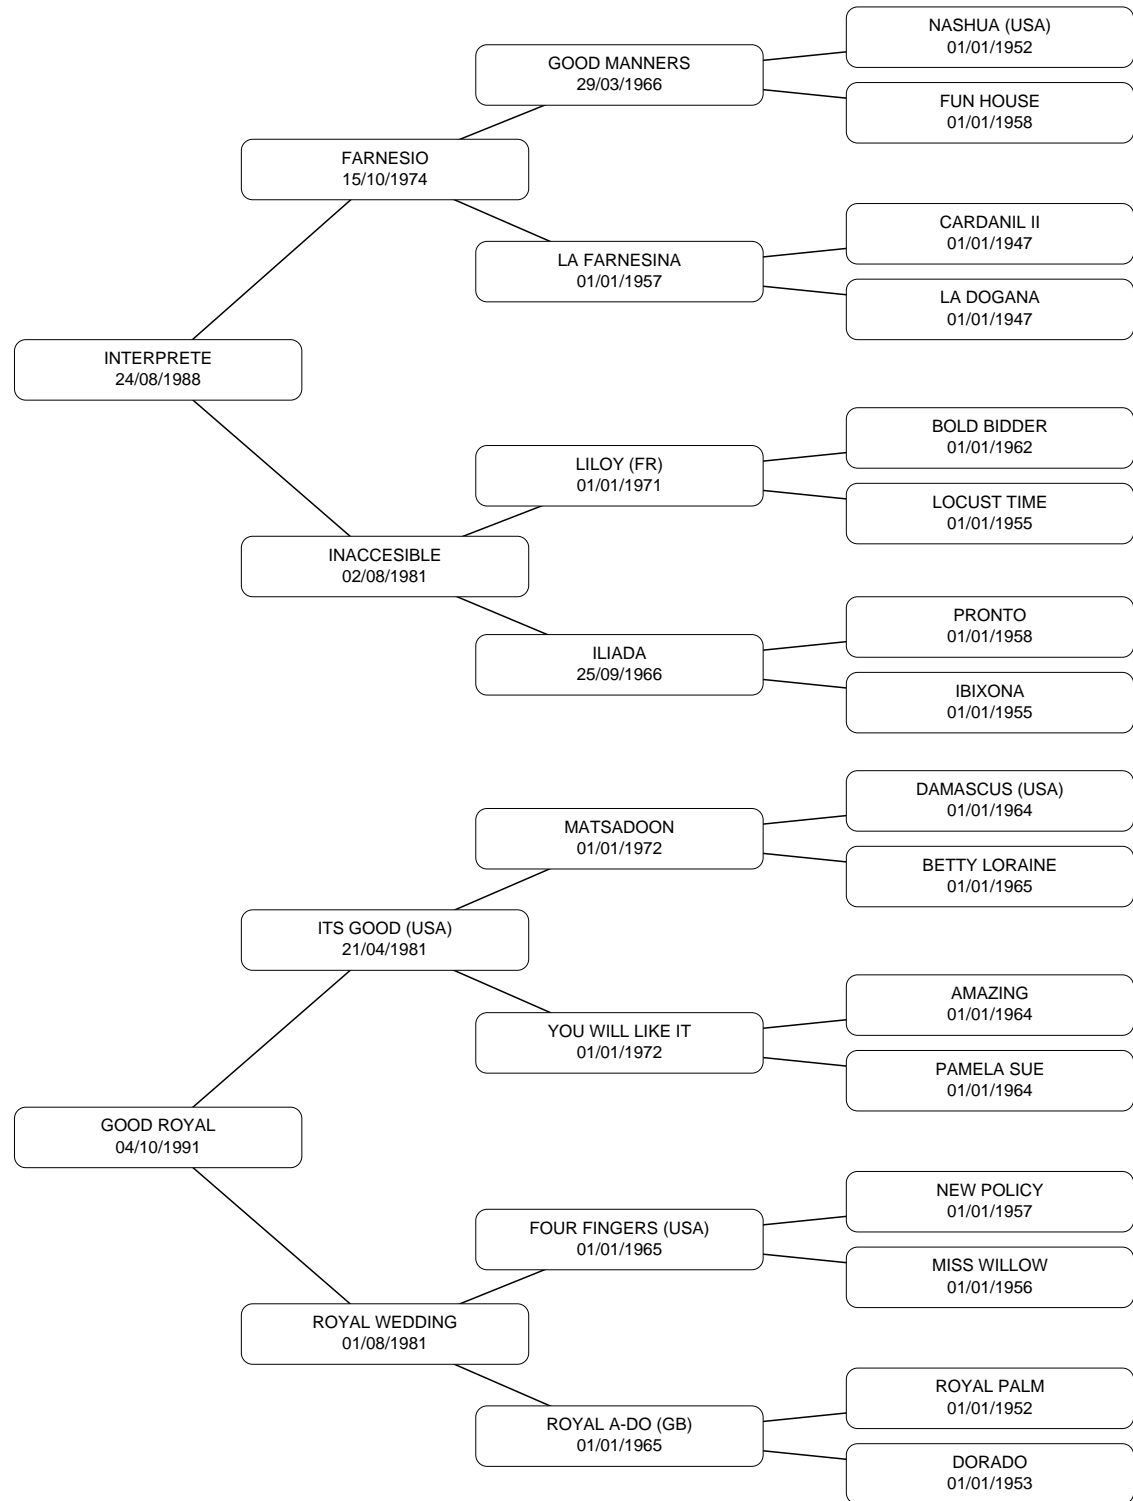 NASHUA (USA)
01/01/1952
GOOD MANNERS
29/03/1966
FUN HOUSE
01/01/1958
FARNESIO
15/10/1974
CARDANIL II
01/01/1947
LA FARNESINA
01/01/1957
LA DOGANA
01/01/1947
INTERPRETE
24/08/1988
BOLD BIDDER
01/01/1962
LILOY (FR)
01/01/1971
LOCUST TIME
01/01/1955
INACCESIBLE
02/08/1981
PRONTO
01/01/1958
ILIADA
25/09/1966
IBIXONA
01/01/1955
DAMASCUS (USA)
01/01/1964
MATSADOON
01/01/1972
BETTY LORAINE
01/01/1965
ITS GOOD (USA)
21/04/1981
AMAZING
01/01/1964
YOU WILL LIKE IT
01/01/1972
PAMELA SUE
01/01/1964
GOOD ROYAL
04/10/1991
NEW POLICY
01/01/1957
FOUR FINGERS (USA)
01/01/1965
MISS WILLOW
01/01/1956
ROYAL WEDDING
01/08/1981
ROYAL PALM
01/01/1952
ROYAL A-DO (GB)
01/01/1965
DORADO
01/01/1953